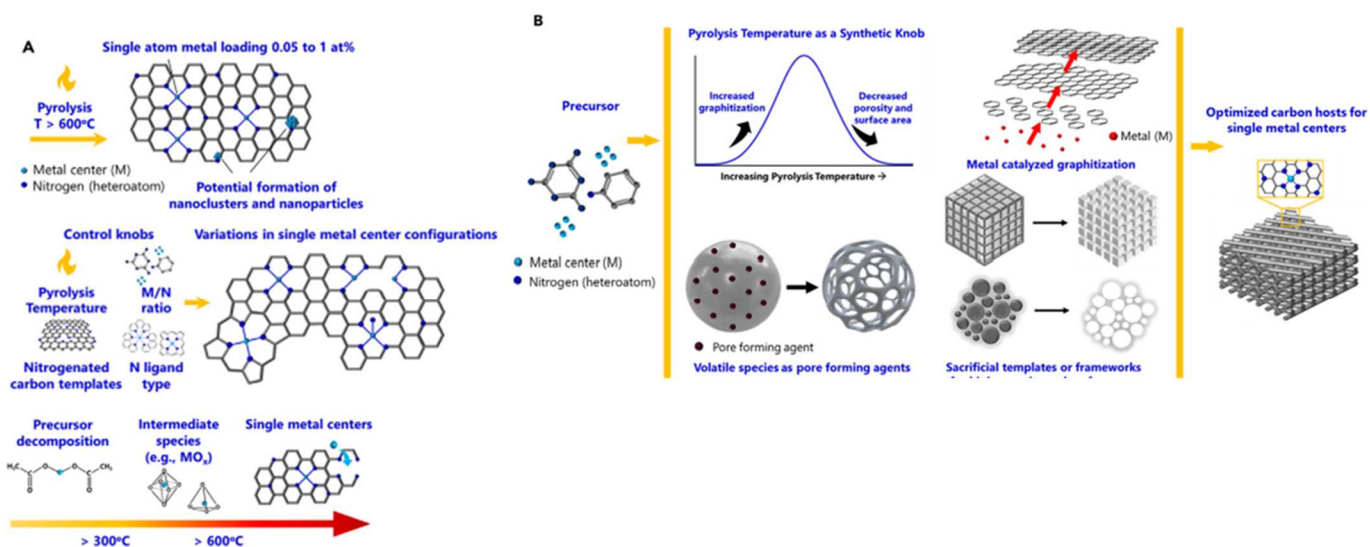 A
Single atom metal loading 0.05 to 1 at%
Pyrolysis
T > 600°C
Metal center (M)
Nitrogen (heteroatom)
Potential formation of
nanoclusters and nanoparticles
Control knobs
Variations in single metal center configurations
Pyrolysis
Temperature
M/N
ratio
Nitrogenated
carbon templates
N ligand
type
Precursor
decomposition
Intermediate
species
(e.g., MOx)
Single metal centers
H₃C
C
O
O
C
CH₃
O
O
> 300°C
> 600°C
B
Precursor
Metal center (M)
Nitrogen (heteroatom)
Pyrolysis Temperature as a Synthetic Knob
Increased
graphitization
Decreased
porosity and
surface area
Increasing Pyrolysis Temperature →
Pore forming agent
Volatile species as pore forming agents
Metal (M)
Metal catalyzed graphitization
Sacrificial templates or frameworks
Optimized carbon hosts for
single metal centers